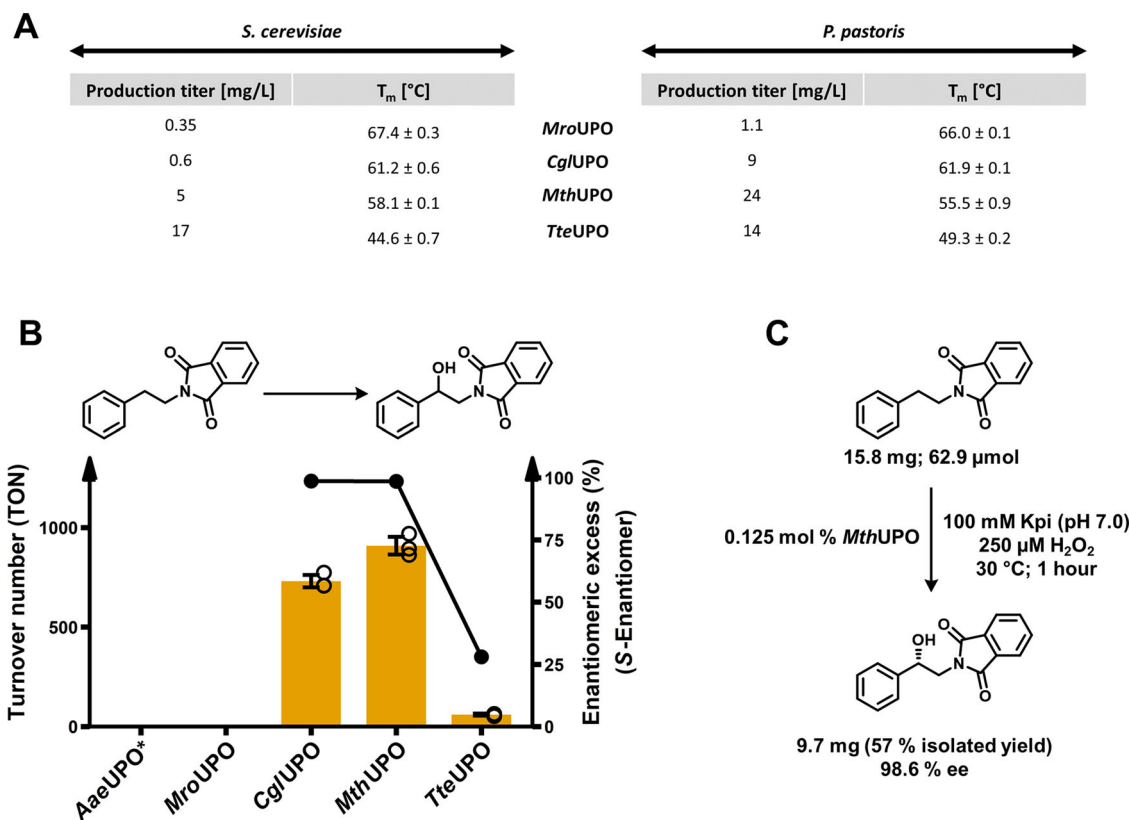 A
S. cerevisiae
P. pastoris
Production titer [mg/L] Tm [°C] Production titer [mg/L] Tm [°C]
0.35 67.4 ± 0.3 MroUPO 1.1 66.0 ± 0.1
0.6 61.2 ± 0.6 CglUPO 9 61.9 ± 0.1
5 58.1 ± 0.1 MthUPO 24 55.5 ± 0.9
17 44.6 ± 0.7 TteUPO 14 49.3 ± 0.2
B
O
N
O
OH
O
N
O
Turnover number (TON)
1000
500
0
100
75
50
25
0
Enantiomeric excess (%)
(S-Enantiomer)
AaeUPO*
MroUPO
CglUPO
MthUPO
TteUPO
C
O
N
O
15.8 mg; 62.9 µmol
0.125 mol % MthUPO
100 mM Kpi (pH 7.0)
250 µM H2O2
30 °C; 1 hour
OH
O
N
O
9.7 mg (57 % isolated yield)
98.6 % ee